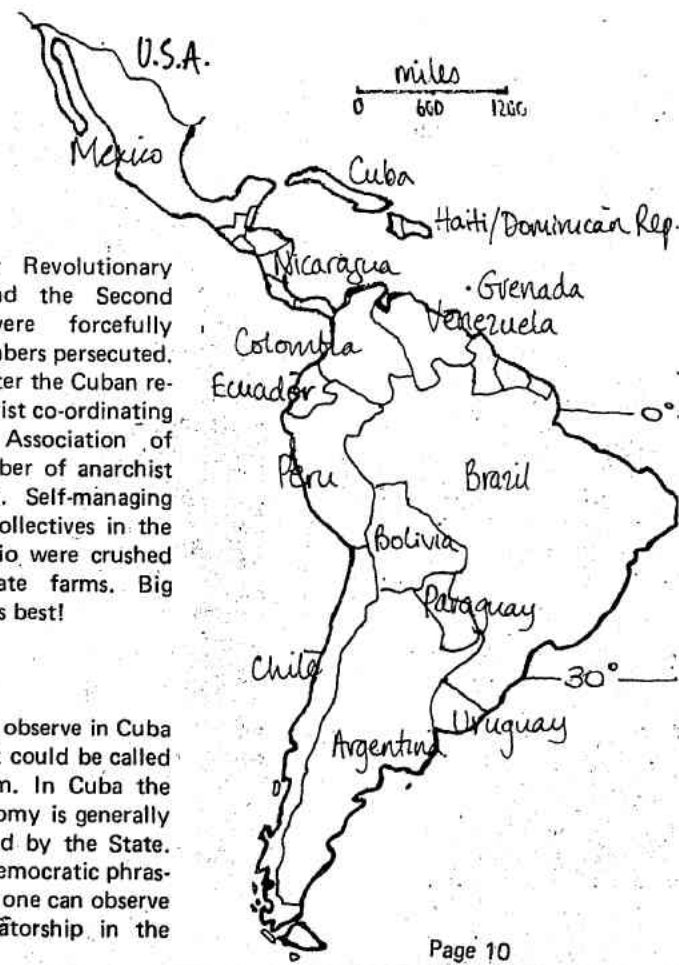 U.S.A.
miles
0 600 1200
Mexico
Cuba
Haiti/Dominican Rep.
Nicaragua
Grenada
Venezuela
Colombia
Ecuador
0°
Peru
Brazil
Bolivia
Paraguay
Chile
30°
Uruguay
Argentina
Revolutionary
nd the Second
were forcefully
nbers persecuted.
ter the Cuban re-
ist co-ordinating
Association of
ber of anarchist
. Self-managing
ollectives in the
io were crushed
ate farms. Big
s best!
observe in Cuba
t could be called
m. In Cuba the
omy is generally
d by the State.
democratic phras-
one can observe
atorship in the
Page 10